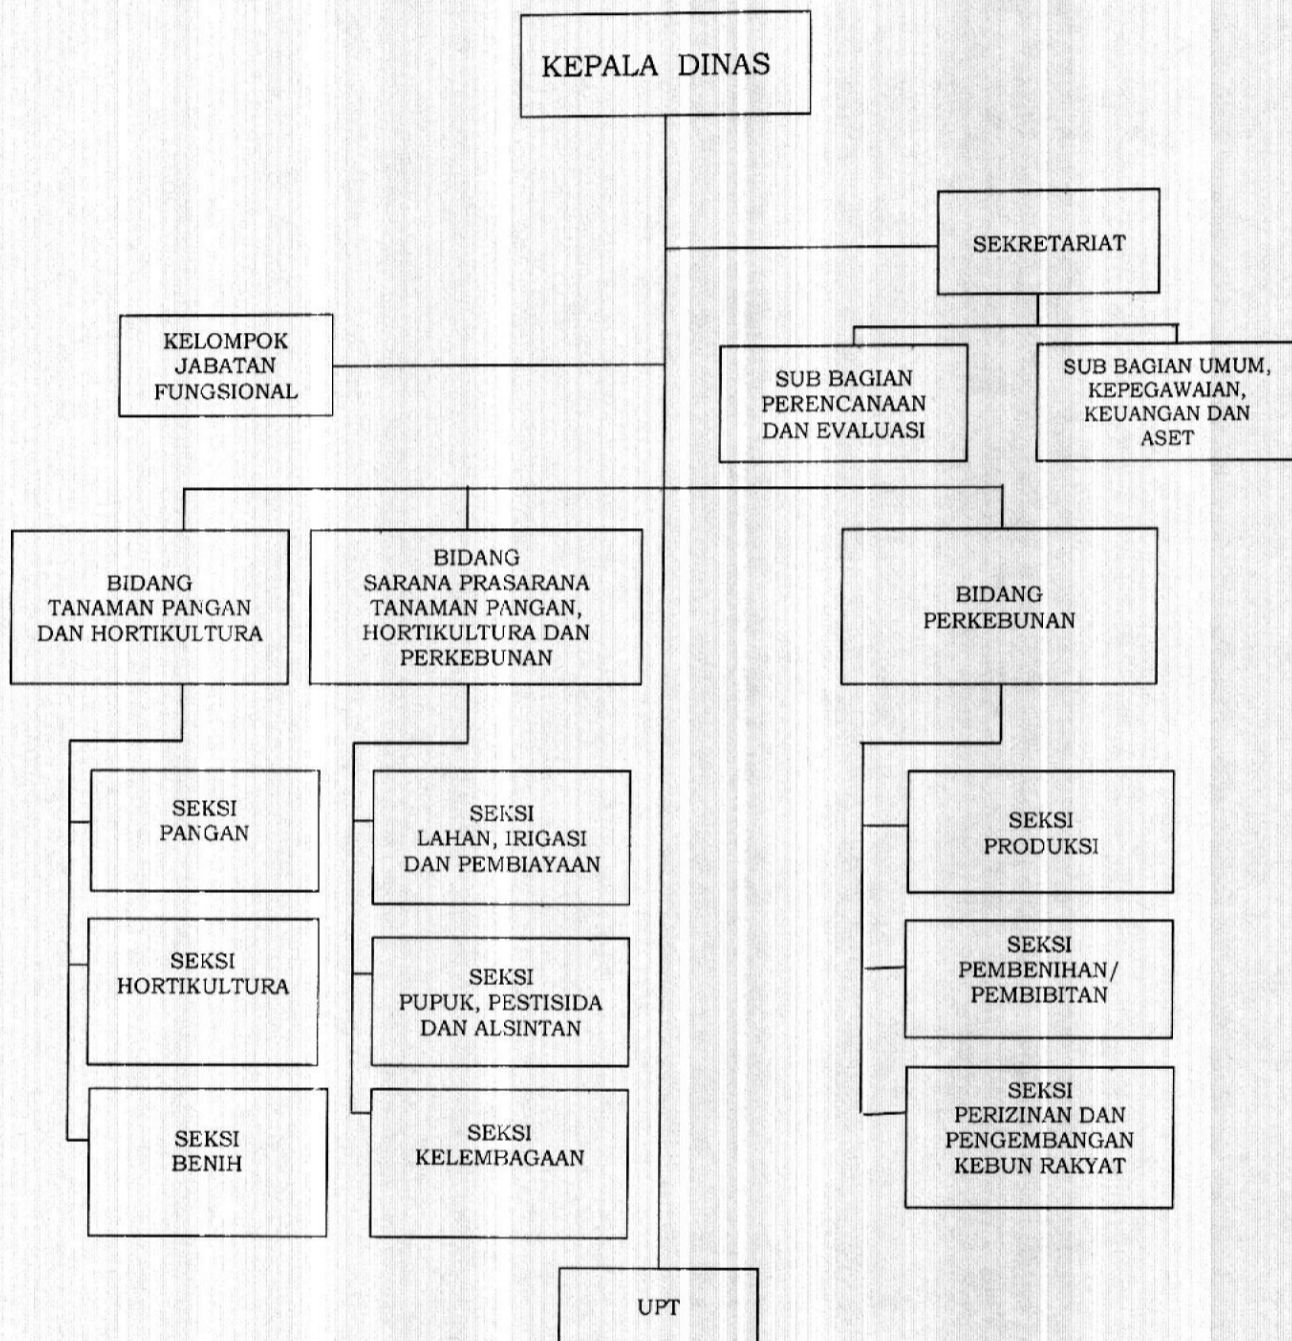 KEPALA DINAS
SEKRETARIAT
KELOMPOK
JABATAN
FUNGSIONAL
SUB BAGIAN
PERENCANAAN
DAN EVALUASI
SUB BAGIAN UMUM,
KEPEGAWAIAN,
KEUANGAN DAN
ASET
BIDANG
TANAMAN PANGAN
DAN HORTIKULTURA
BIDANG
SARANA PRASARANA
TANAMAN PANGAN,
HORTIKULTURA DAN
PERKEBUNAN
BIDANG
PERKEBUNAN
SEKSI
PANGAN
SEKSI
LAHAN, IRIGASI
DAN PEMBIAYAAN
SEKSI
PRODUKSI
SEKSI
HORTIKULTURA
SEKSI
PUPUK, PESTISIDA
DAN ALSINTAN
SEKSI
PEMBENIHAN/
PEMBIBITAN
SEKSI
BENIH
SEKSI
KELEMBAGAAN
SEKSI
PERIZINAN DAN
PENGEMBANGAN
KEBUN RAKYAT
UPT